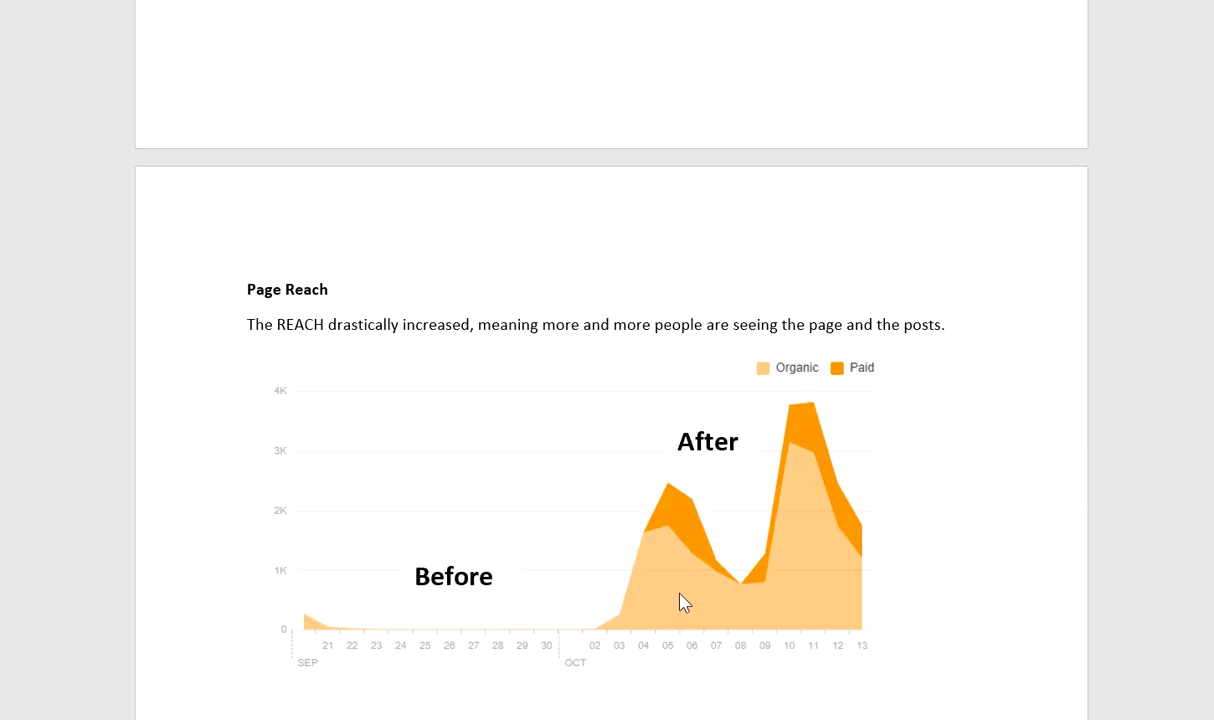 Page Reach
The REACH drastically increased, meaning more and more people are seeing the page and the posts.
Organic Paid
4K
After
3K
2K
Before
1K
0
21 22 23 24 25 26 27 28 29 30 02 03 04 05 06 07 08 09 10 11 12 13
SEP OCT